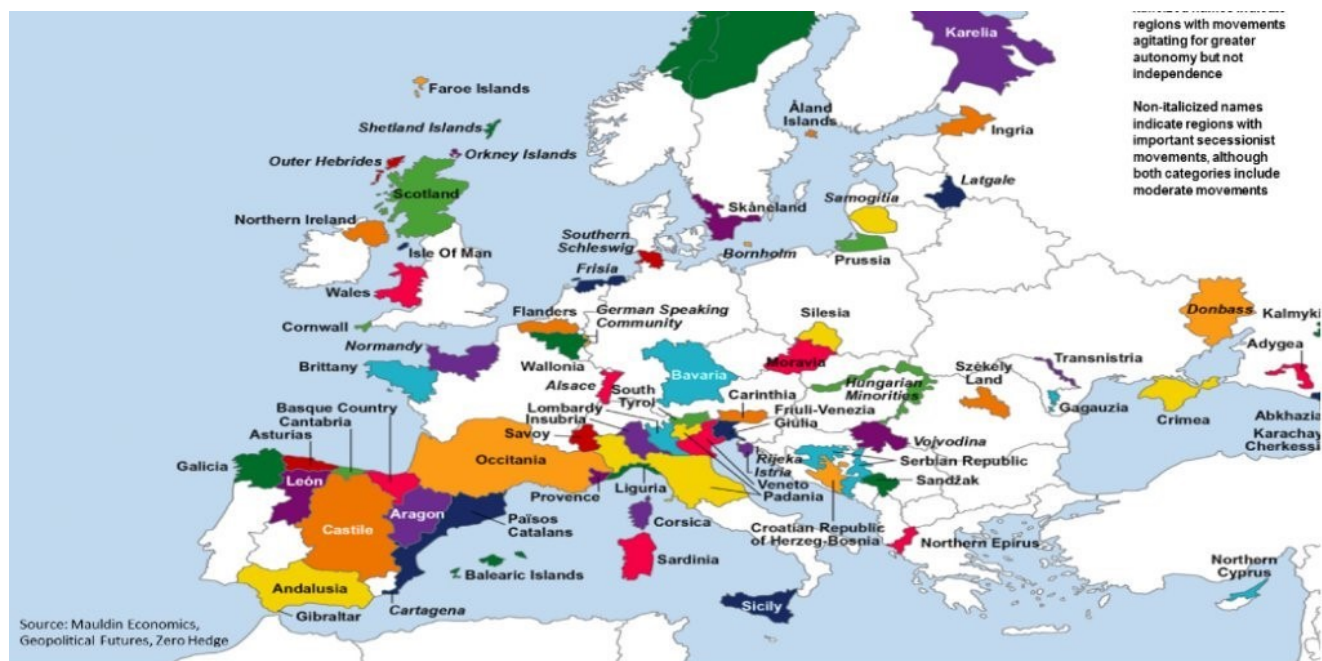 italicized names indicate
regions with movements
agitating for greater
autonomy but not
independence
Non-italicized names
indicate regions with
important secessionist
movements, although
both categories include
moderate movements
Karelia
Faroe Islands
Åland
Islands
Ingria
Shetland Islands
Orkney Islands
Outer Hebrides
Scotland
Latgale
Samogitia
Skåneland
Northern Ireland
Southern
Schleswig
Bornholm
Prussia
Isle Of Man
Frisia
Wales
Flanders
German Speaking
Community
Silesia
Donbass
Kalmyki
Cornwall
Normandy
Wallonia
Moravia
Transnistria
Adygea
Brittany
Alsace
Bavaria
South
Tyrol
Carinthia
Hungarian
Minorities
Székely
Land
Gagauzia
Crimea
Basque Country
Cantabria
Asturias
Lombardy
Insubria
Friuli-Venezia
Giulia
Abkhazia
Karachay
Cherkessi
Savoy
Vojvodina
Galicia
Occitania
Rijeka
Istria
Serbian Republic
León
Provence
Liguria
Veneto
Padania
Sandžak
Castile
Aragon
Països
Catalans
Corsica
Croatian Republic
of Herzeg-Bosnia
Northern Epirus
Sardinia
Balearic Islands
Northern
Cyprus
Andalusia
Gibraltar
Cartagena
Sicily
Source: Mauldin Economics,
Geopolitical Futures, Zero Hedge